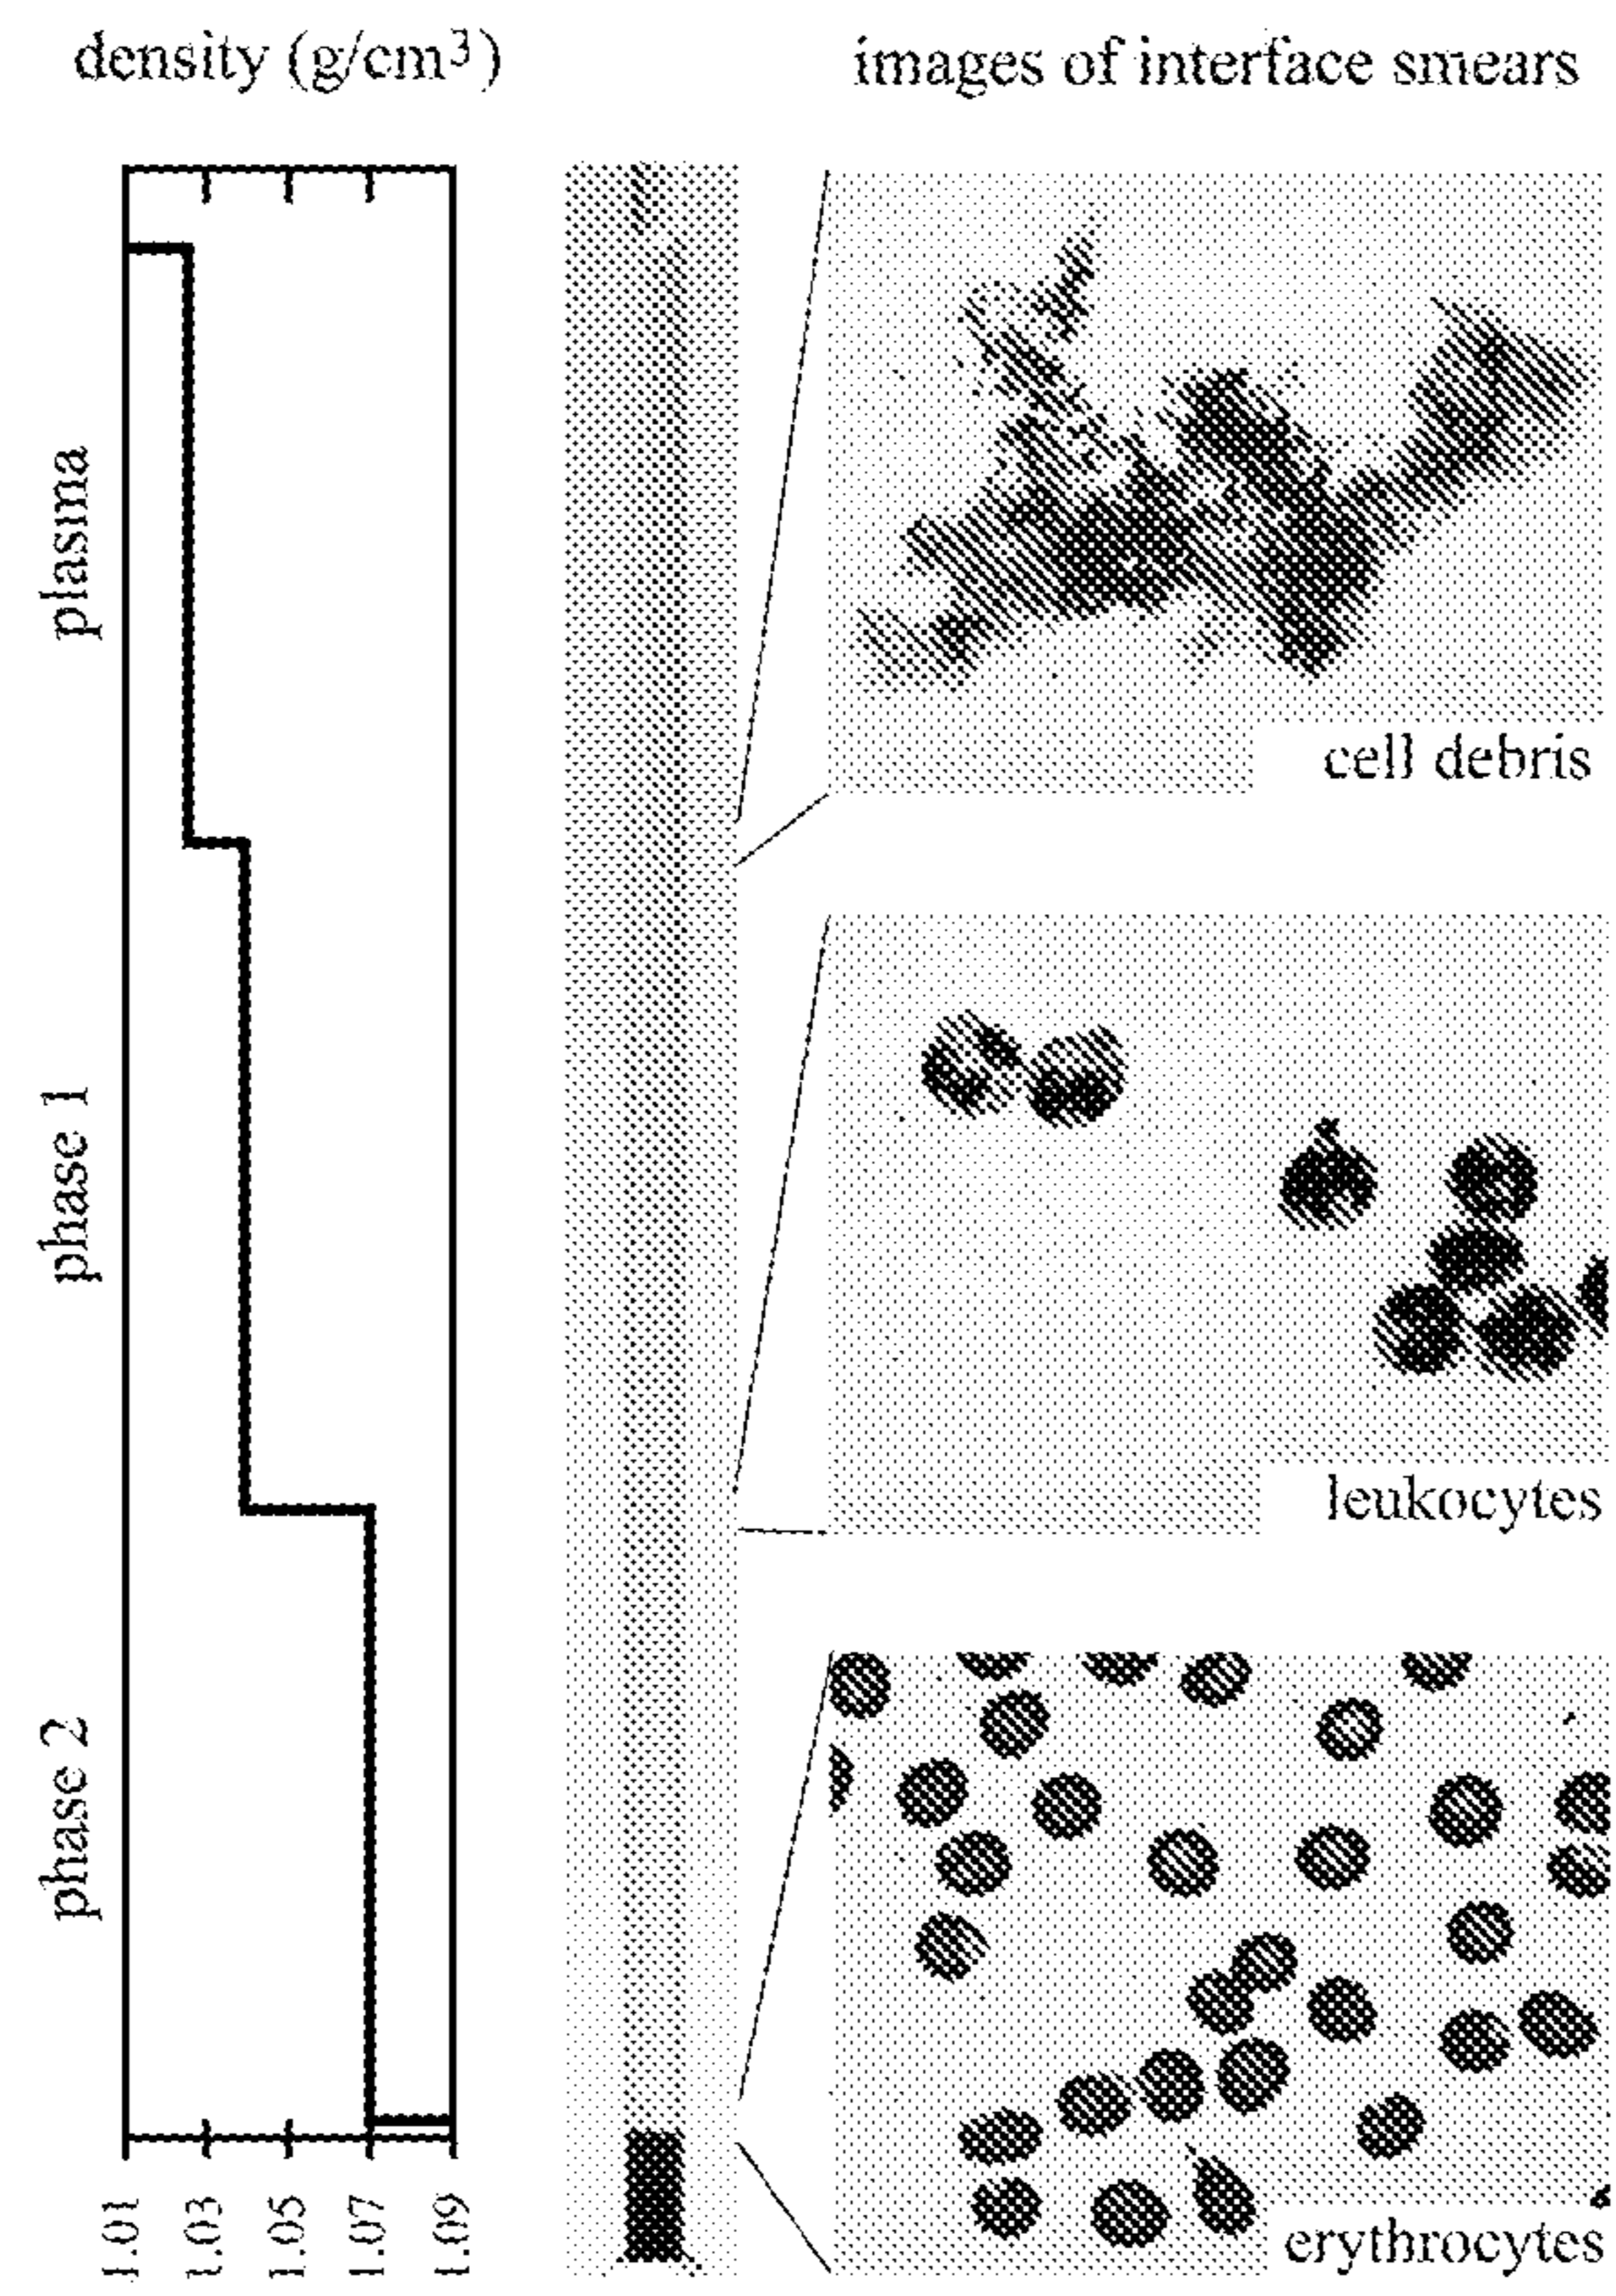 density (g/cm³)
images of interface smears
plasma
phase 1
phase 2
cell debris
leukocytes
erythrocytes
1.01
1.03
1.05
1.07
1.09